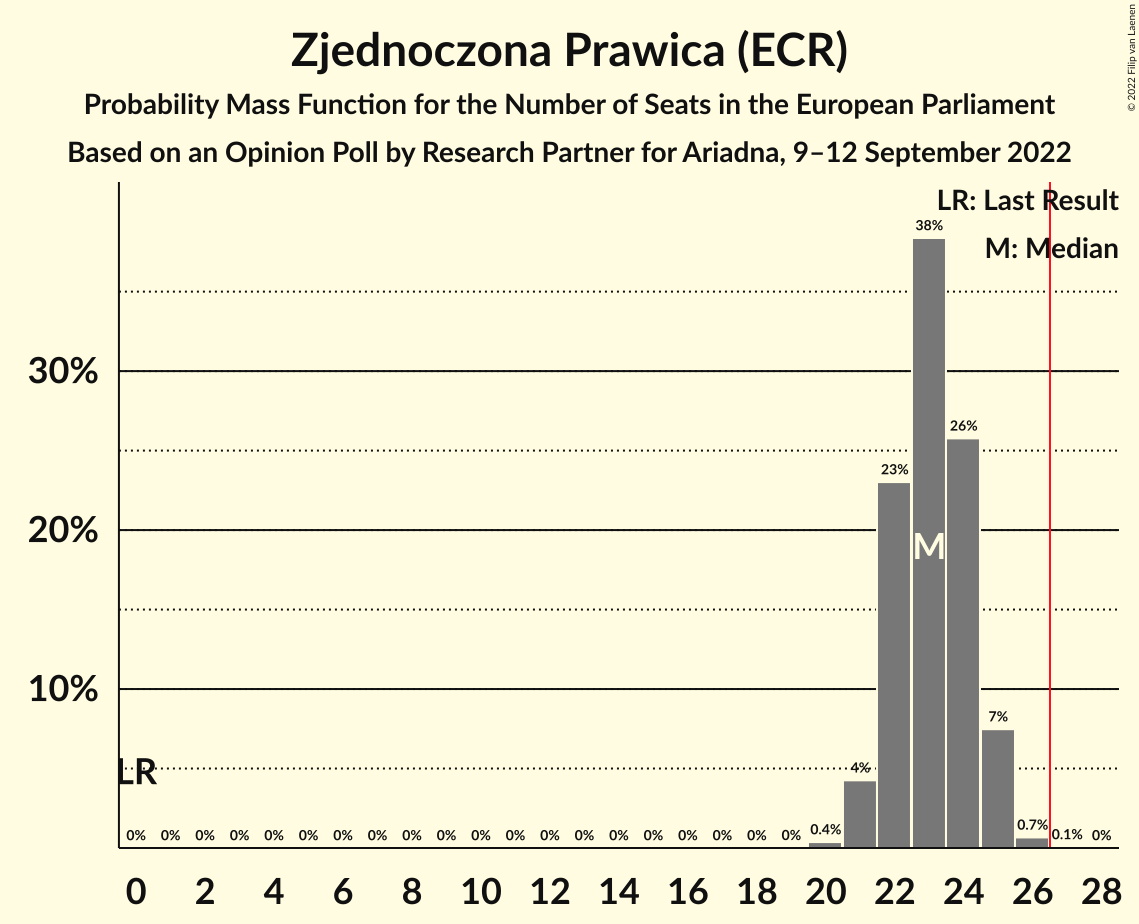 Zjednoczona Prawica (ECR)
Probability Mass Function for the Number of Seats in the European Parliament
Based on an Opinion Poll by Research Partner for Ariadna, 9–12 September 2022
© 2022 Filip van Laenen
LR: Last Result
M: Median
38%
30%
26%
23%
20%
M
10%
7%
4%
LR
0% 0% 0% 0% 0% 0% 0% 0% 0% 0% 0% 0% 0% 0% 0% 0% 0% 0% 0% 0% 0.4% 0.7% 0.1% 0%
0 2 4 6 8 10 12 14 16 18 20 22 24 26 28